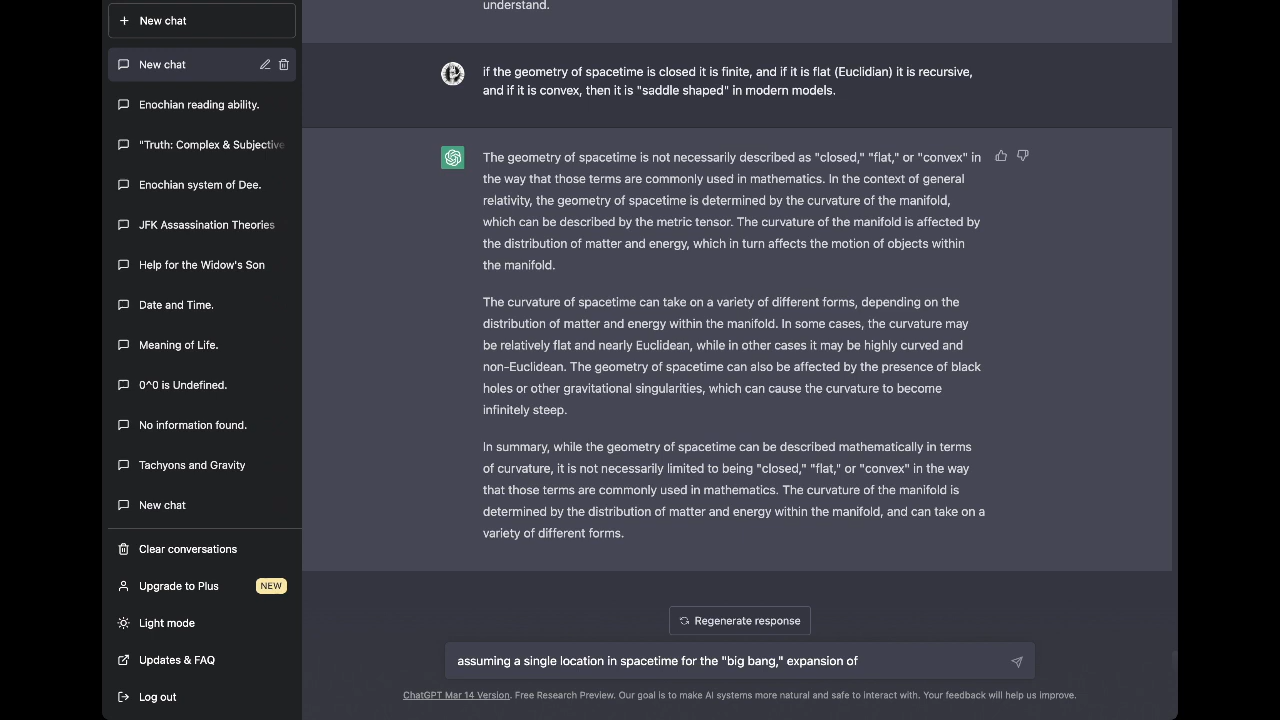 New chat
New chat
Enochian reading ability.
"Truth: Complex & Subjective
Enochian system of Dee.
JFK Assassination Theories
Help for the Widow's Son
Date and Time.
Meaning of Life.
0^0 is Undefined.
No information found.
Tachyons and Gravity
New chat
Clear conversations
Upgrade to Plus NEW
Light mode
Updates & FAQ
Log out
understand.
if the geometry of spacetime is closed it is finite, and if it is flat (Euclidian) it is recursive,
and if it is convex, then it is "saddle shaped" in modern models.
The geometry of spacetime is not necessarily described as "closed," "flat," or "convex" in
the way that those terms are commonly used in mathematics. In the context of general
relativity, the geometry of spacetime is determined by the curvature of the manifold,
which can be described by the metric tensor. The curvature of the manifold is affected by
the distribution of matter and energy, which in turn affects the motion of objects within
the manifold.
The curvature of spacetime can take on a variety of different forms, depending on the
distribution of matter and energy within the manifold. In some cases, the curvature may
be relatively flat and nearly Euclidean, while in other cases it may be highly curved and
non-Euclidean. The geometry of spacetime can also be affected by the presence of black
holes or other gravitational singularities, which can cause the curvature to become
infinitely steep.
In summary, while the geometry of spacetime can be described mathematically in terms
of curvature, it is not necessarily limited to being "closed," "flat," or "convex" in the way
that those terms are commonly used in mathematics. The curvature of the manifold is
determined by the distribution of matter and energy within the manifold, and can take on a
variety of different forms.
Regenerate response
assuming a single location in spacetime for the "big bang," expansion of
ChatGPT Mar 14 Version. Free Research Preview. Our goal is to make AI systems more natural and safe to interact with. Your feedback will help us improve.